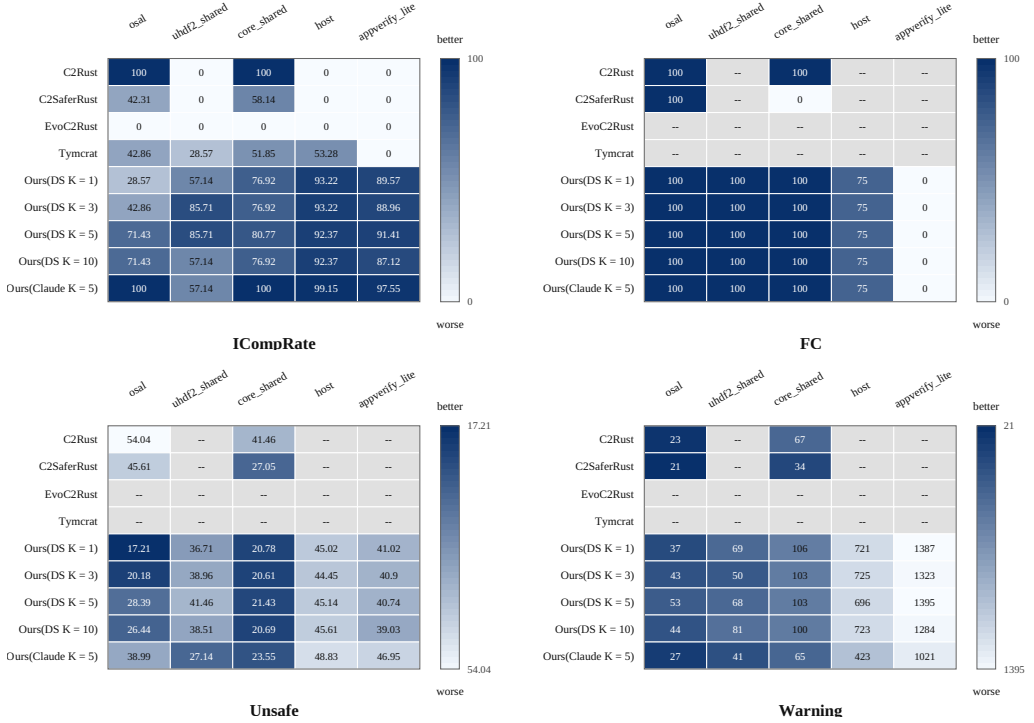 osal uhdf2_shared core_shared host appverify_lite
better
C2Rust 100 0 100 0 0 100
C2SaferRust 42.31 0 58.14 0 0
EvoC2Rust 0 0 0 0 0
Tymcrat 42.86 28.57 51.85 53.28 0
Ours(DS K = 1) 28.57 57.14 76.92 93.22 89.57
Ours(DS K = 3) 42.86 85.71 76.92 93.22 88.96
Ours(DS K = 5) 71.43 85.71 80.77 92.37 91.41
Ours(DS K = 10) 71.43 57.14 76.92 92.37 87.12
Ours(Claude K = 5) 100 57.14 100 99.15 97.55 0
worse
ICompRate
osal uhdf2_shared core_shared host appverify_lite
better
C2Rust 100 -- 100 -- -- 100
C2SaferRust 100 -- 0 -- --
EvoC2Rust -- -- -- -- --
Tymcrat -- -- -- -- --
Ours(DS K = 1) 100 100 100 75 0
Ours(DS K = 3) 100 100 100 75 0
Ours(DS K = 5) 100 100 100 75 0
Ours(DS K = 10) 100 100 100 75 0
Ours(Claude K = 5) 100 100 100 75 0 0
worse
FC
osal uhdf2_shared core_shared host appverify_lite
better
C2Rust 54.04 -- 41.46 -- -- 17.21
C2SaferRust 45.61 -- 27.05 -- --
EvoC2Rust -- -- -- -- --
Tymcrat -- -- -- -- --
Ours(DS K = 1) 17.21 36.71 20.78 45.02 41.02
Ours(DS K = 3) 20.18 38.96 20.61 44.45 40.9
Ours(DS K = 5) 28.39 41.46 21.43 45.14 40.74
Ours(DS K = 10) 26.44 38.51 20.69 45.61 39.03
Ours(Claude K = 5) 38.99 27.14 23.55 48.83 46.95 54.04
worse
Unsafe
osal uhdf2_shared core_shared host appverify_lite
better
C2Rust 23 -- 67 -- -- 21
C2SaferRust 21 -- 34 -- --
EvoC2Rust -- -- -- -- --
Tymcrat -- -- -- -- --
Ours(DS K = 1) 37 69 106 721 1387
Ours(DS K = 3) 43 50 103 725 1323
Ours(DS K = 5) 53 68 103 696 1395
Ours(DS K = 10) 44 81 100 723 1284
Ours(Claude K = 5) 27 41 65 423 1021 1395
worse
Warning